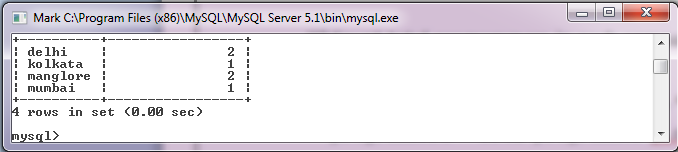 Mark C:\Program Files (x86)\MySQL\MySQL Server 5.1\bin\mysql.exe
+----------+-----------------+
| delhi    |               2 |
| kolkata  |               1 |
| manglore |               2 |
| mumbai   |               1 |
+----------+-----------------+
4 rows in set (0.00 sec)
mysql>